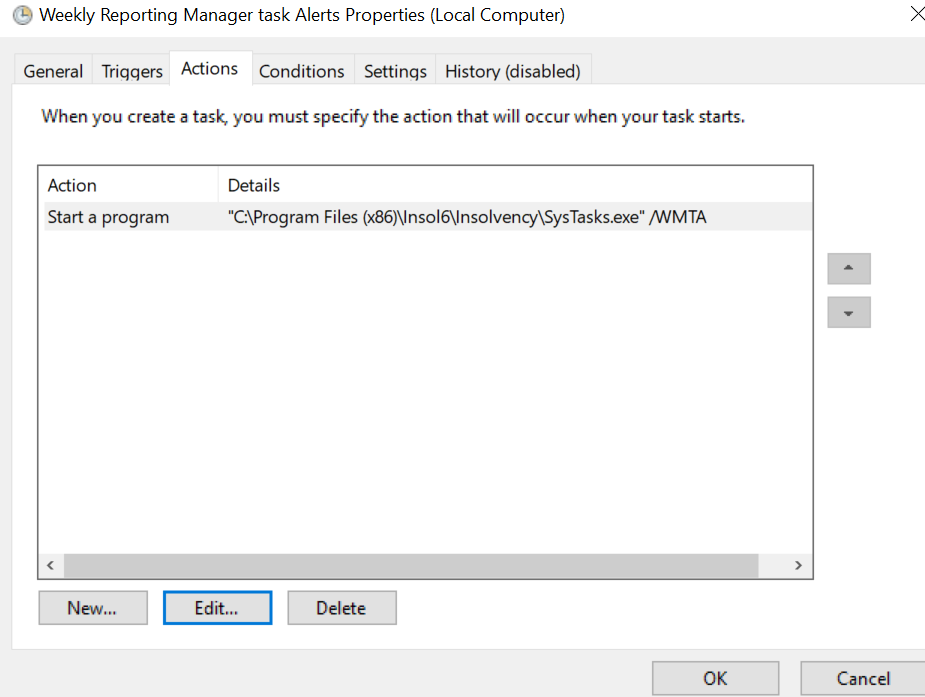 Weekly Reporting Manager task Alerts Properties (Local Computer)
General Triggers Actions Conditions Settings History (disabled)
When you create a task, you must specify the action that will occur when your task starts.
Action Details
Start a program "C:\Program Files (x86)\Insol6\Insolvency\SysTasks.exe" /WMTA
New... Edit... Delete
OK Cancel